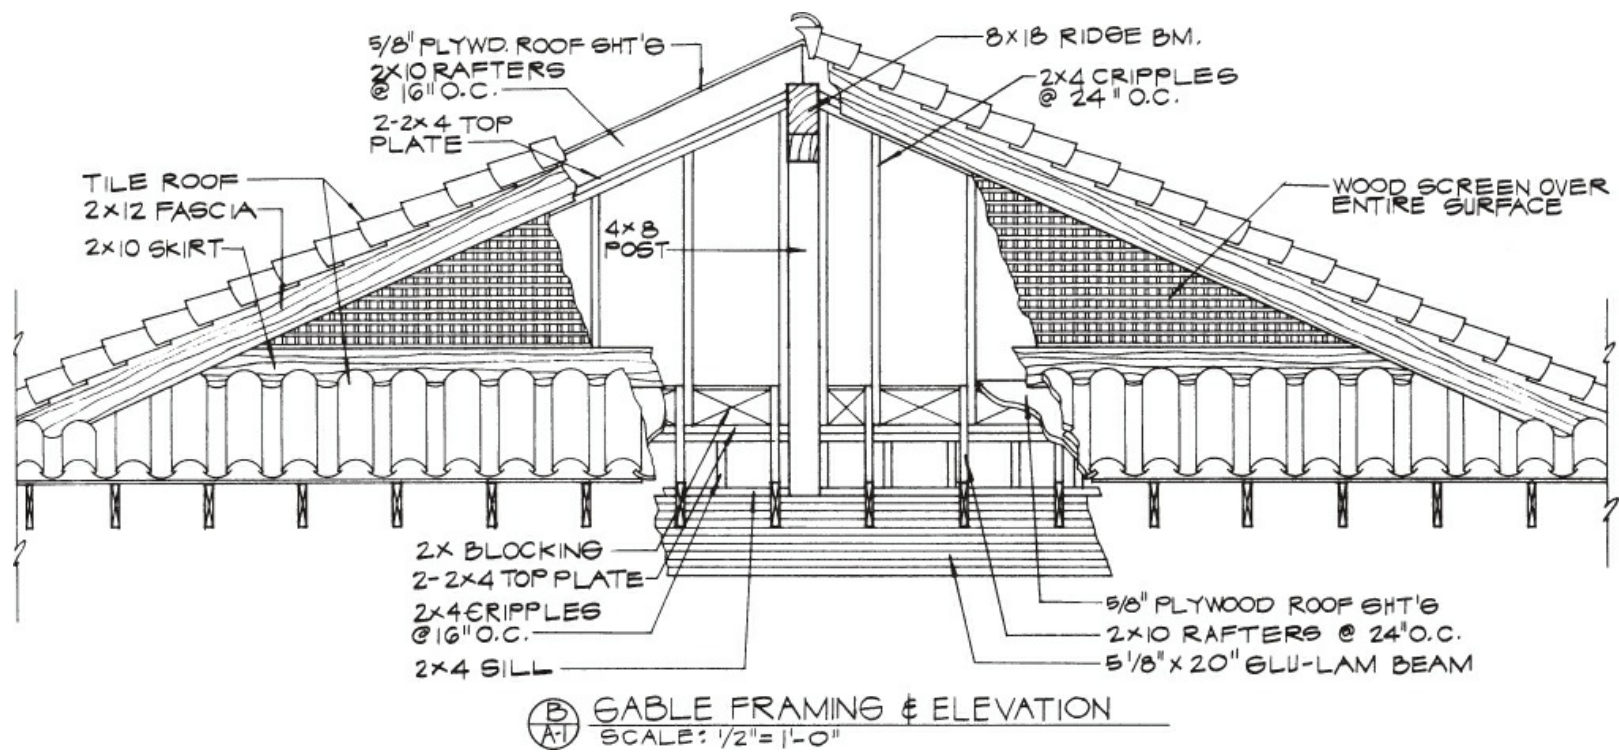 5/8" PLYWD. ROOF SHT'G
2X10 RAFTERS
@ 16" O.C.
2-2X4 TOP
PLATE
TILE ROOF
2X12 FASCIA
2X10 SKIRT
4X8
POST
8X18 RIDGE BM.
2X4 CRIPPLES
@ 24" O.C.
WOOD SCREEN OVER
ENTIRE SURFACE
2X BLOCKING
2-2X4 TOP PLATE
2X4 CRIPPLES
@ 16" O.C.
2X4 SILL
5/8" PLYWOOD ROOF SHT'G
2X10 RAFTERS @ 24" O.C.
5 1/8" X 20" GLU-LAM BEAM
B
A-1
GABLE FRAMING & ELEVATION
SCALE: 1/2" = 1'-0"